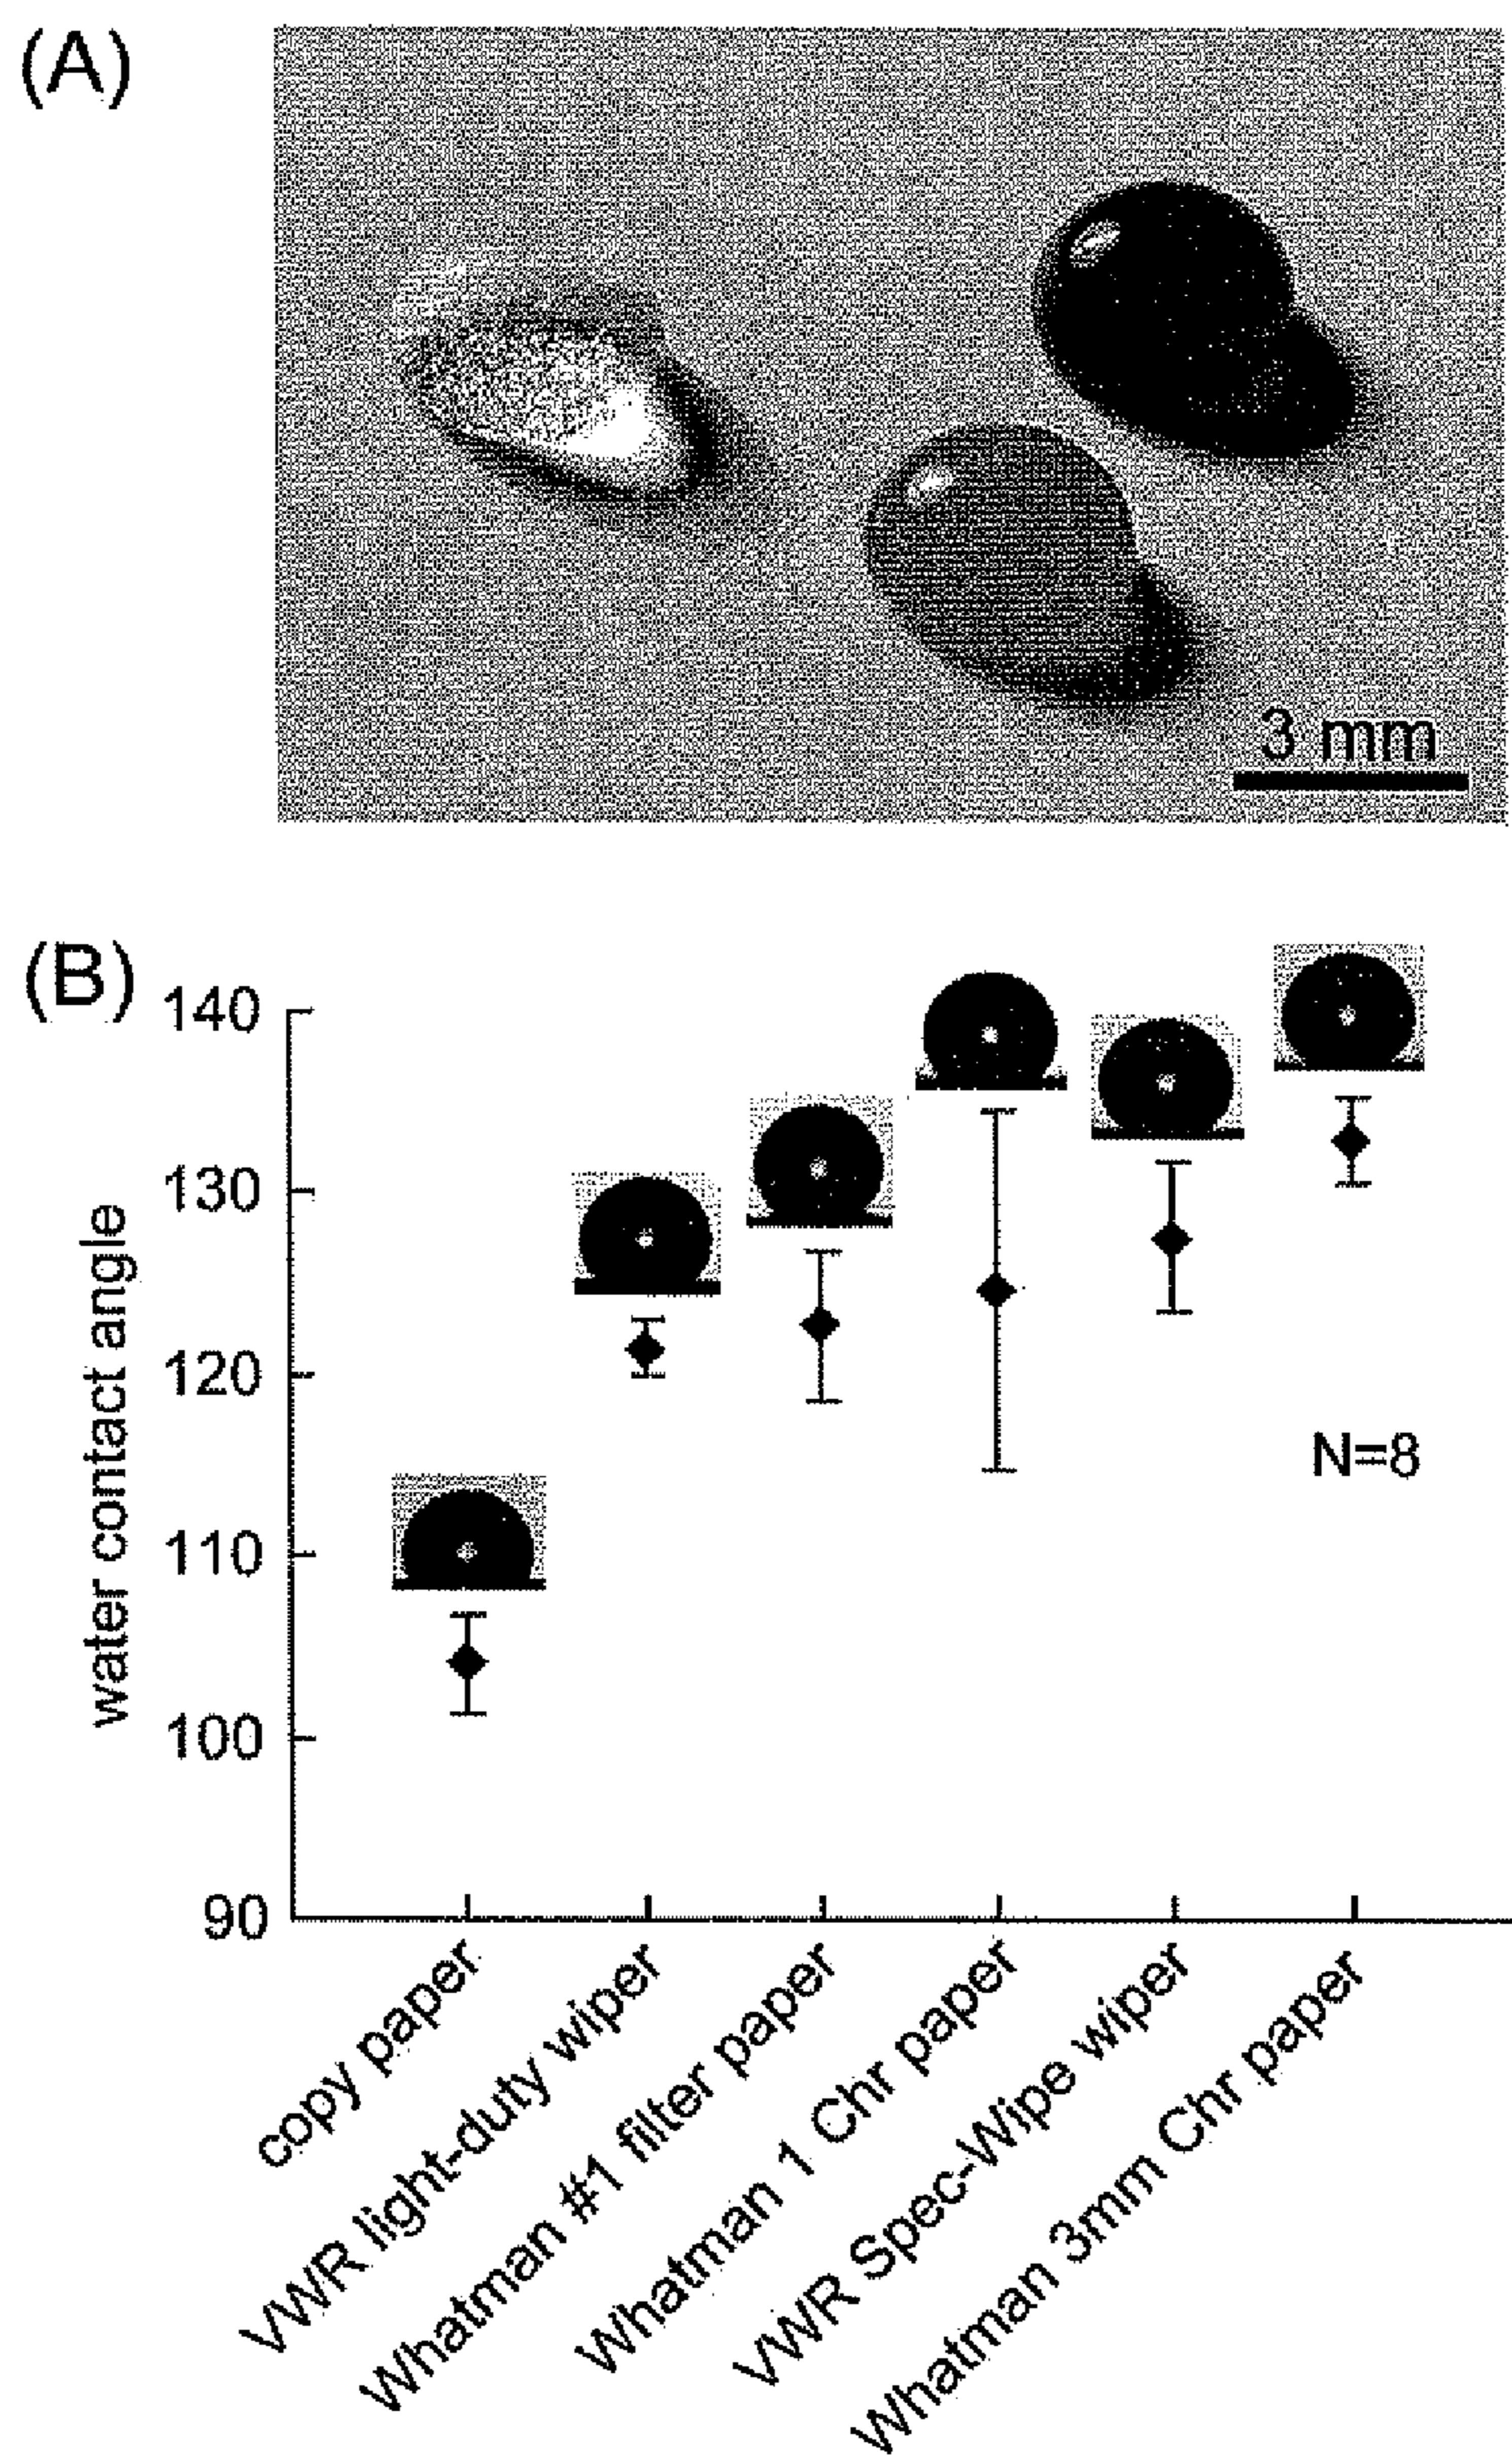 (A)
3 mm
(B)
140
130
120
110
100
90
water contact angle
N=8
copy paper
VWR light-duty wiper
Whatman #1 filter paper
Whatman 1 Chr paper
VWR Spec-Wipe wiper
Whatman 3mm Chr paper